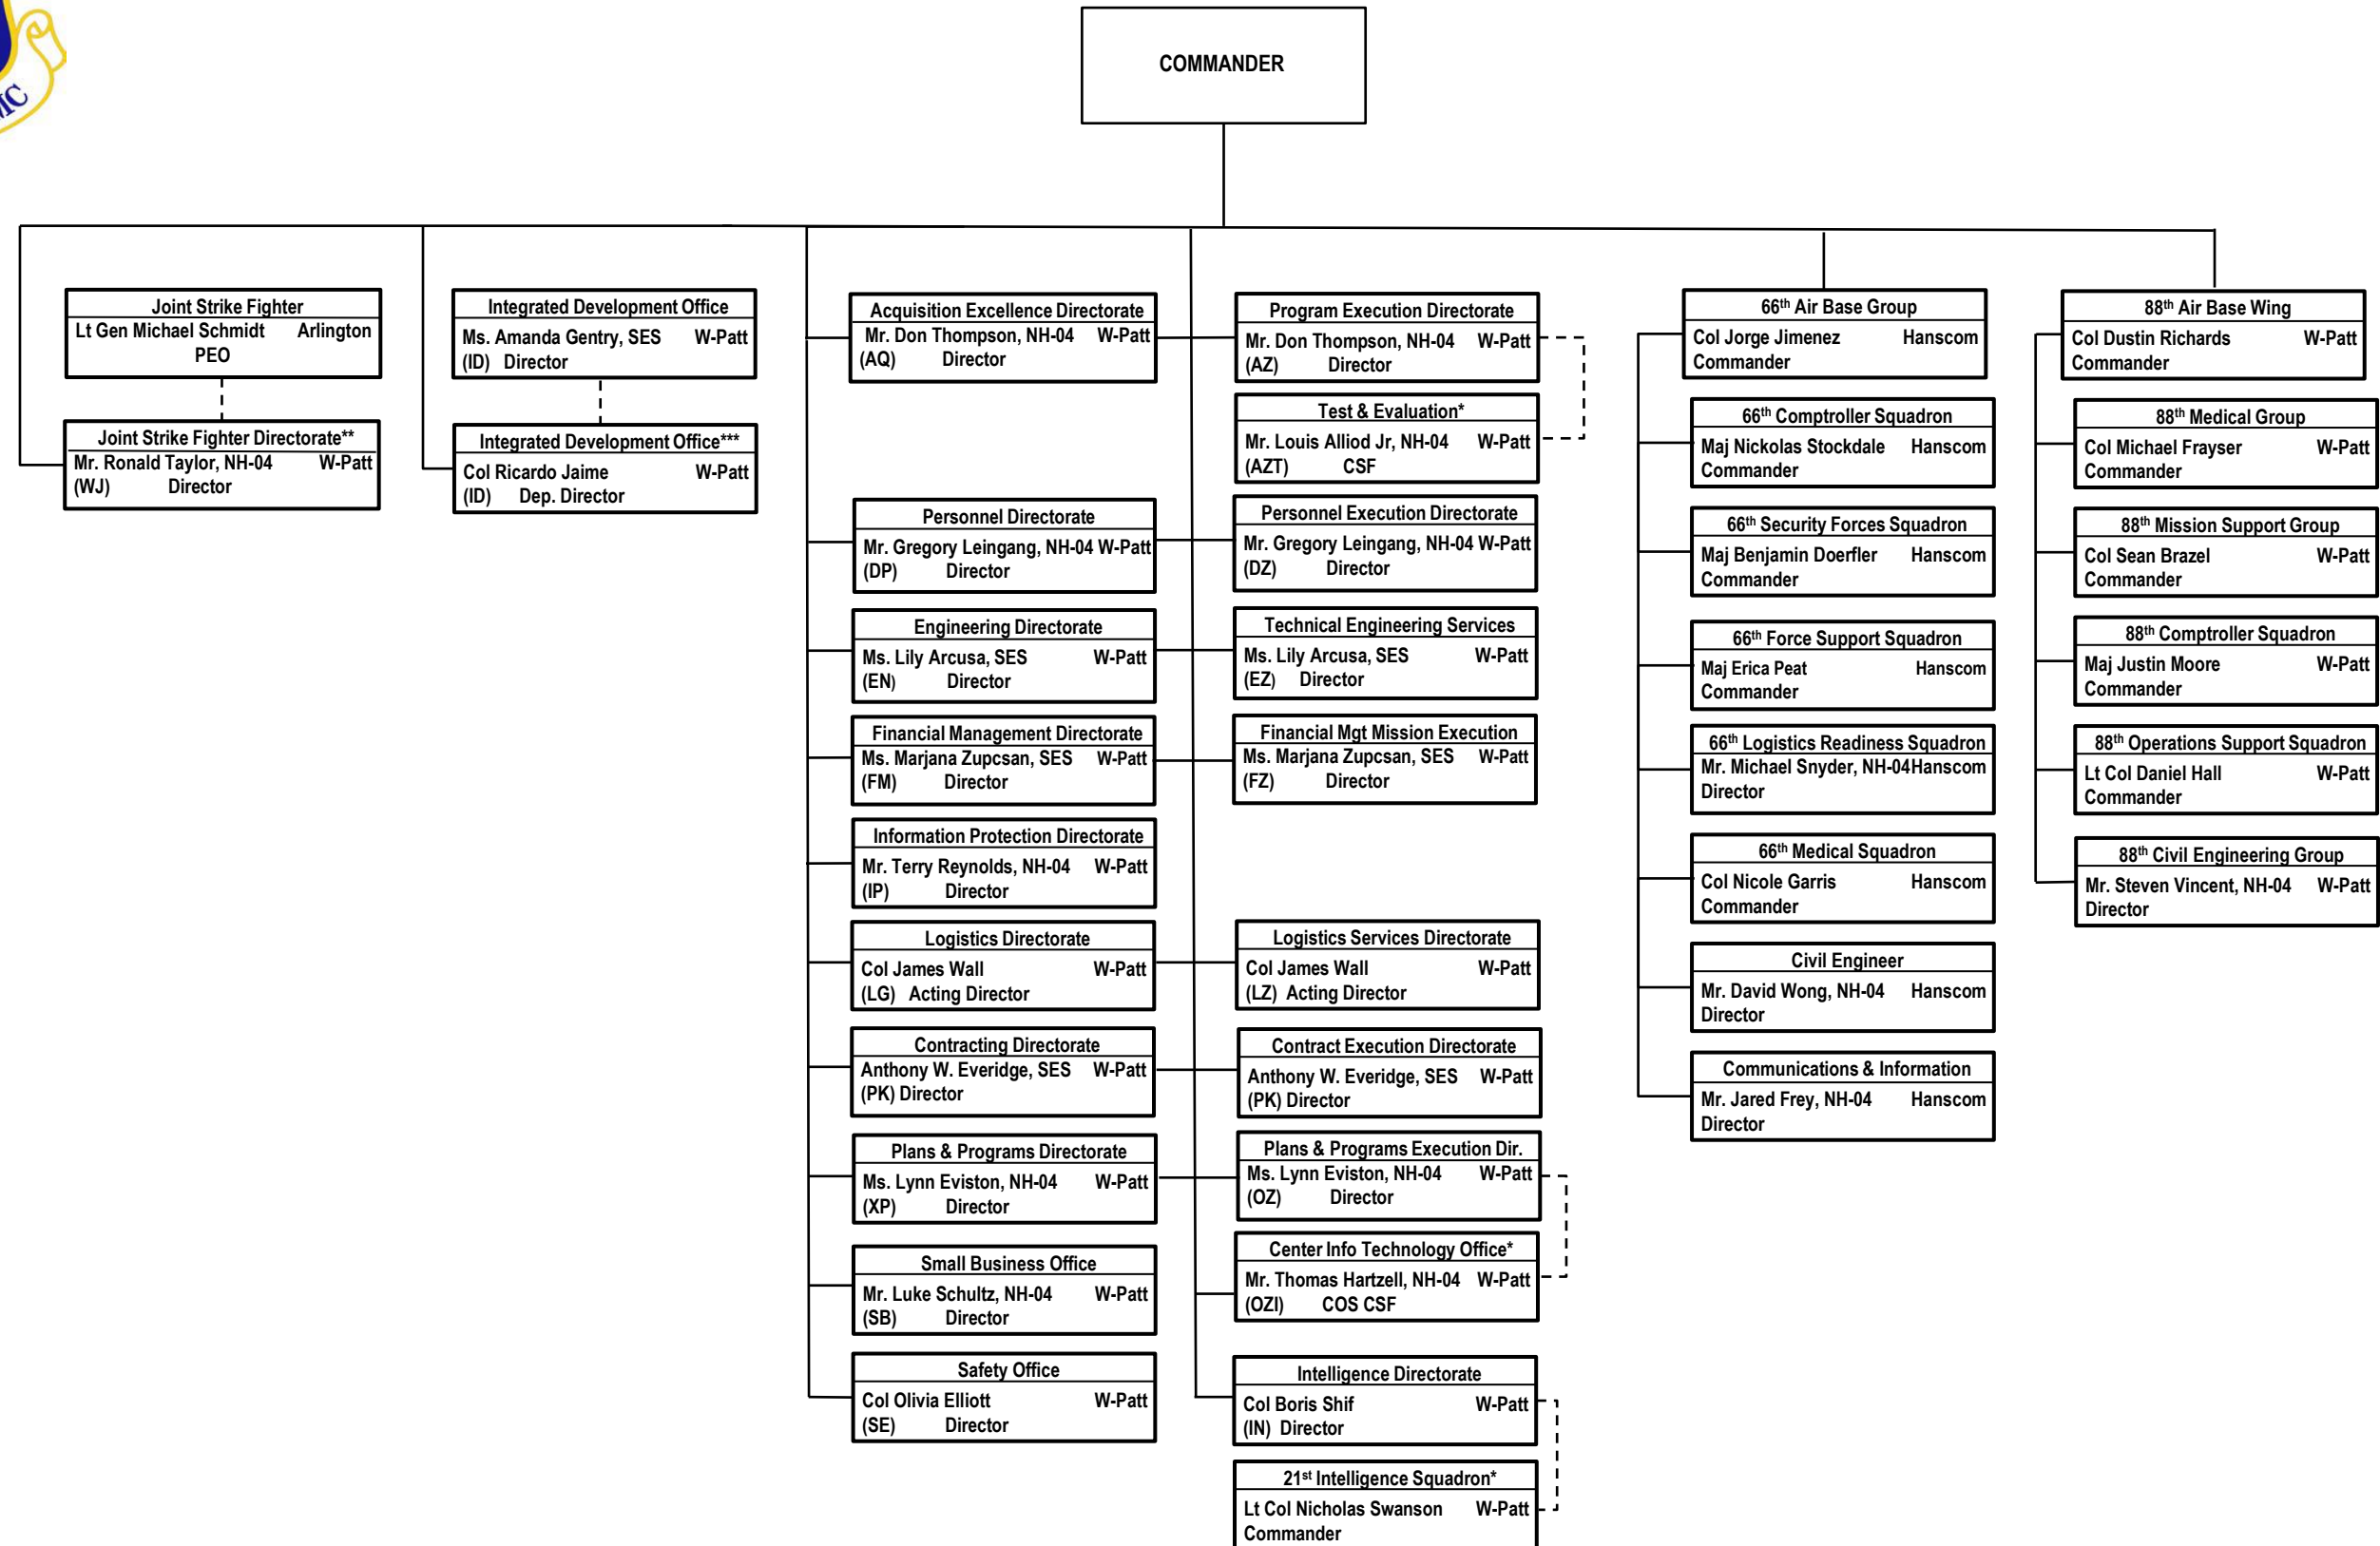 COMMANDER
Joint Strike Fighter
Lt Gen Michael Schmidt Arlington
PEO
Joint Strike Fighter Directorate**
Mr. Ronald Taylor, NH-04 W-Patt
(WJ) Director
Integrated Development Office
Ms. Amanda Gentry, SES W-Patt
(ID) Director
Integrated Development Office***
Col Ricardo Jaime W-Patt
(ID) Dep. Director
Acquisition Excellence Directorate
Mr. Don Thompson, NH-04 W-Patt
(AQ) Director
Personnel Directorate
Mr. Gregory Leingang, NH-04 W-Patt
(DP) Director
Engineering Directorate
Ms. Lily Arcusa, SES W-Patt
(EN) Director
Financial Management Directorate
Ms. Marjana Zupcsan, SES W-Patt
(FM) Director
Information Protection Directorate
Mr. Terry Reynolds, NH-04 W-Patt
(IP) Director
Logistics Directorate
Col James Wall W-Patt
(LG) Acting Director
Contracting Directorate
Anthony W. Everidge, SES W-Patt
(PK) Director
Plans & Programs Directorate
Ms. Lynn Eviston, NH-04 W-Patt
(XP) Director
Small Business Office
Mr. Luke Schultz, NH-04 W-Patt
(SB) Director
Safety Office
Col Olivia Elliott W-Patt
(SE) Director
Program Execution Directorate
Mr. Don Thompson, NH-04 W-Patt
(AZ) Director
Test & Evaluation*
Mr. Louis Alliod Jr, NH-04 W-Patt
(AZT) CSF
Personnel Execution Directorate
Mr. Gregory Leingang, NH-04 W-Patt
(DZ) Director
Technical Engineering Services
Ms. Lily Arcusa, SES W-Patt
(EZ) Director
Financial Mgt Mission Execution
Ms. Marjana Zupcsan, SES W-Patt
(FZ) Director
Logistics Services Directorate
Col James Wall W-Patt
(LZ) Acting Director
Contract Execution Directorate
Anthony W. Everidge, SES W-Patt
(PK) Director
Plans & Programs Execution Dir.
Ms. Lynn Eviston, NH-04 W-Patt
(OZ) Director
Center Info Technology Office*
Mr. Thomas Hartzell, NH-04 W-Patt
(OZI) COS CSF
Intelligence Directorate
Col Boris Shif W-Patt
(IN) Director
21st Intelligence Squadron*
Lt Col Nicholas Swanson W-Patt
Commander
66th Air Base Group
Col Jorge Jimenez Hanscom
Commander
66th Comptroller Squadron
Maj Nickolas Stockdale Hanscom
Commander
66th Security Forces Squadron
Maj Benjamin Doerfler Hanscom
Commander
66th Force Support Squadron
Maj Erica Peat Hanscom
Commander
66th Logistics Readiness Squadron
Mr. Michael Snyder, NH-04Hanscom
Director
66th Medical Squadron
Col Nicole Garris Hanscom
Commander
Civil Engineer
Mr. David Wong, NH-04 Hanscom
Director
Communications & Information
Mr. Jared Frey, NH-04 Hanscom
Director
88th Air Base Wing
Col Dustin Richards W-Patt
Commander
88th Medical Group
Col Michael Frayser W-Patt
Commander
88th Mission Support Group
Col Sean Brazel W-Patt
Commander
88th Comptroller Squadron
Maj Justin Moore W-Patt
Commander
88th Operations Support Squadron
Lt Col Daniel Hall W-Patt
Commander
88th Civil Engineering Group
Mr. Steven Vincent, NH-04 W-Patt
Director